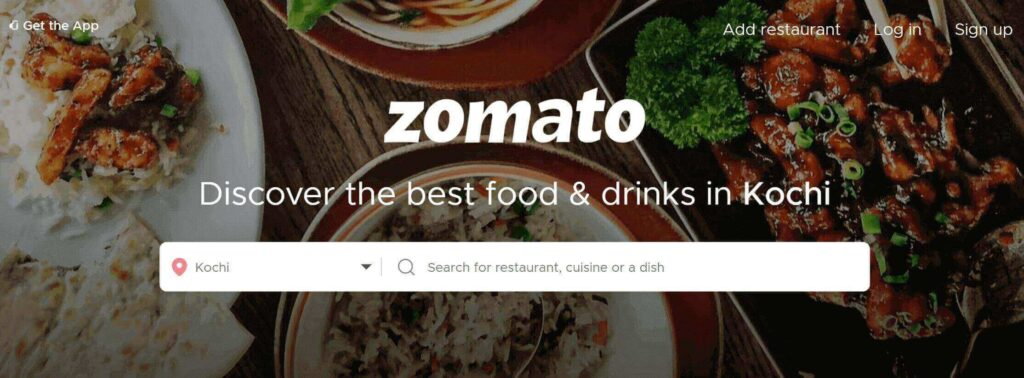 Get the App
Add restaurant Log in Sign up
zomato
Discover the best food & drinks in Kochi
Kochi Search for restaurant, cuisine or a dish